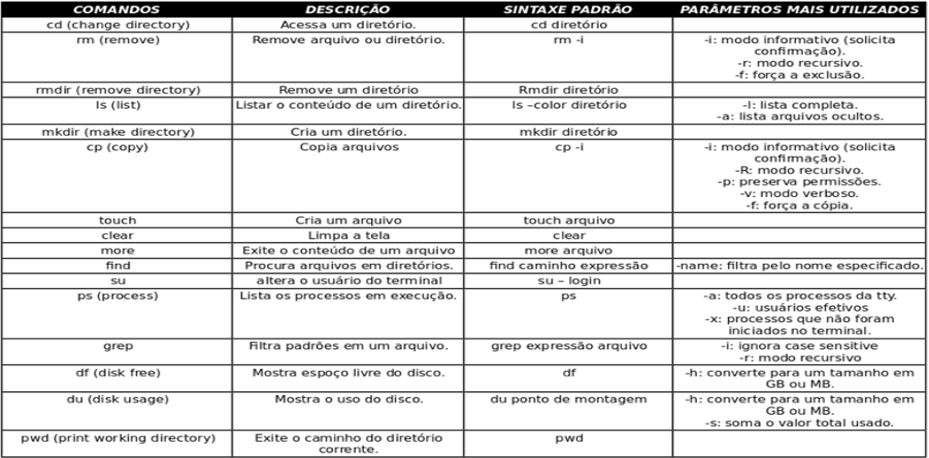 COMANDOS DESCRIÇÃO SINTAXE PADRÃO PARÂMETROS MAIS UTILIZADOS
cd (change directory) Acessa um diretório. cd diretório
rm (remove) Remove arquivo ou diretório. rm -i -i: modo informativo (solicita
confirmação).
-r: modo recursivo.
-f: força a exclusão.
rmdir (remove directory) Remove um diretório Rmdir diretório
ls (list) Listar o conteúdo de um diretório. ls –color diretório -l: lista completa.
-a: lista arquivos ocultos.
mkdir (make directory) Cria um diretório. mkdir diretório
cp (copy) Copia arquivos cp -i -i: modo informativo (solicita
confirmação).
-R: modo recursivo.
-p: preserva permissões.
-v: modo verboso.
-f: força a cópia.
touch Cria um arquivo touch arquivo
clear Limpa a tela clear
more Exite o conteúdo de um arquivo more arquivo
find Procura arquivos em diretórios. find caminho expressão -name: filtra pelo nome especificado.
su altera o usuário do terminal su – login
ps (process) Lista os processos em execução. ps -a: todos os processos da tty.
-u: usuários efetivos
-x: processos que não foram
iniciados no terminal.
grep Filtra padrões em um arquivo. grep expressão arquivo -i: ignora case sensitive
-r: modo recursivo
df (disk free) Mostra espoço livre do disco. df -h: converte para um tamanho em
GB ou MB.
du (disk usage) Mostra o uso do disco. du ponto de montagem -h: converte para um tamanho em
GB ou MB.
-s: soma o valor total usado.
pwd (print working directory) Exite o caminho do diretório pwd
corrente.